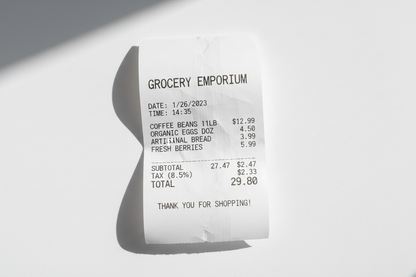 GROCERY EMPORIUM
DATE: 1/26/2023
TIME: 14:35
COFFEE BEANS 11LB $12.99
ORGANIC EGGS DOZ 4.50
BREAD 3.99
FRESH BERRIES 5.99
SUBTOTAL 27.47 $2.47
TAX (8.5%) $2.33
TOTAL 29.80
THANK YOU FOR SHOPPING!